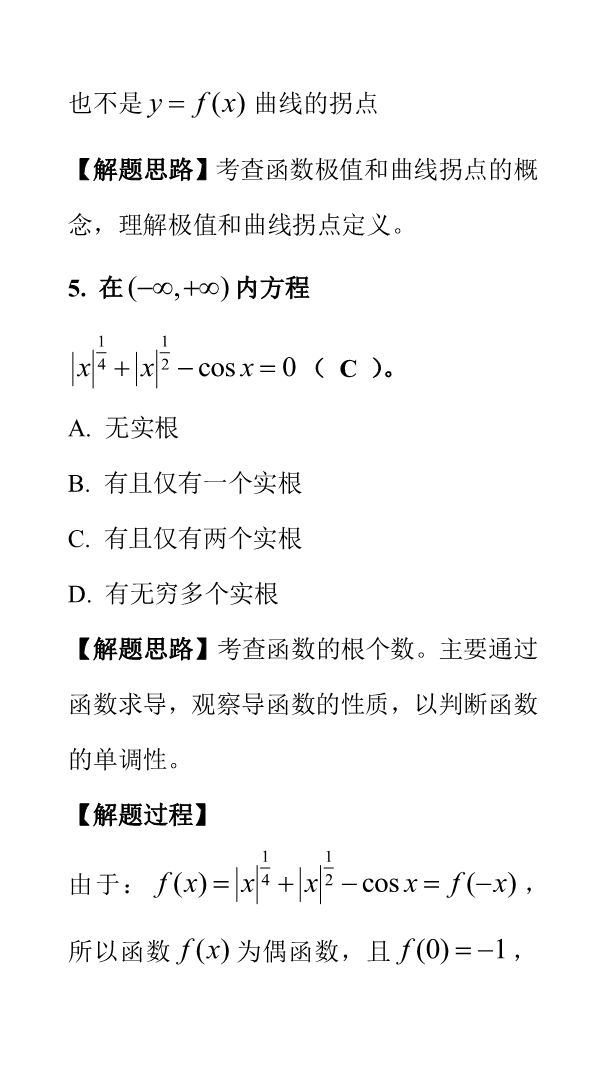 也不是 y = f(x) 曲线的拐点
【解题思路】考查函数极值和曲线拐点的概
念，理解极值和曲线拐点定义。
5. 在(−∞,+∞)内方程
|x|^{1/4} + |x|^{1/2} − cos x = 0（ C ）。
A. 无实根
B. 有且仅有一个实根
C. 有且仅有两个实根
D. 有无穷多个实根
【解题思路】考查函数的根个数。主要通过
函数求导，观察导函数的性质，以判断函数
的单调性。
【解题过程】
由于： f(x) = |x|^{1/4} + |x|^{1/2} − cos x = f(−x)，
所以函数 f(x) 为偶函数，且 f(0) = −1，